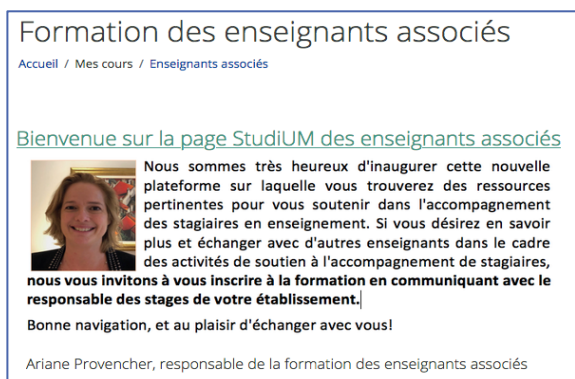 Formation des enseignants associés
Accueil / Mes cours / Enseignants associés
Bienvenue sur la page StudiUM des enseignants associés
Nous sommes très heureux d'inaugurer cette nouvelle
plateforme sur laquelle vous trouverez des ressources
pertinentes pour vous soutenir dans l'accompagnement
des stagiaires en enseignement. Si vous désirez en savoir
plus et échanger avec d'autres enseignants dans le cadre
des activités de soutien à l'accompagnement de stagiaires,
nous vous invitons à vous inscrire à la formation en communiquant avec le
responsable des stages de votre établissement.
Bonne navigation, et au plaisir d'échanger avec vous!
Ariane Provencher, responsable de la formation des enseignants associés